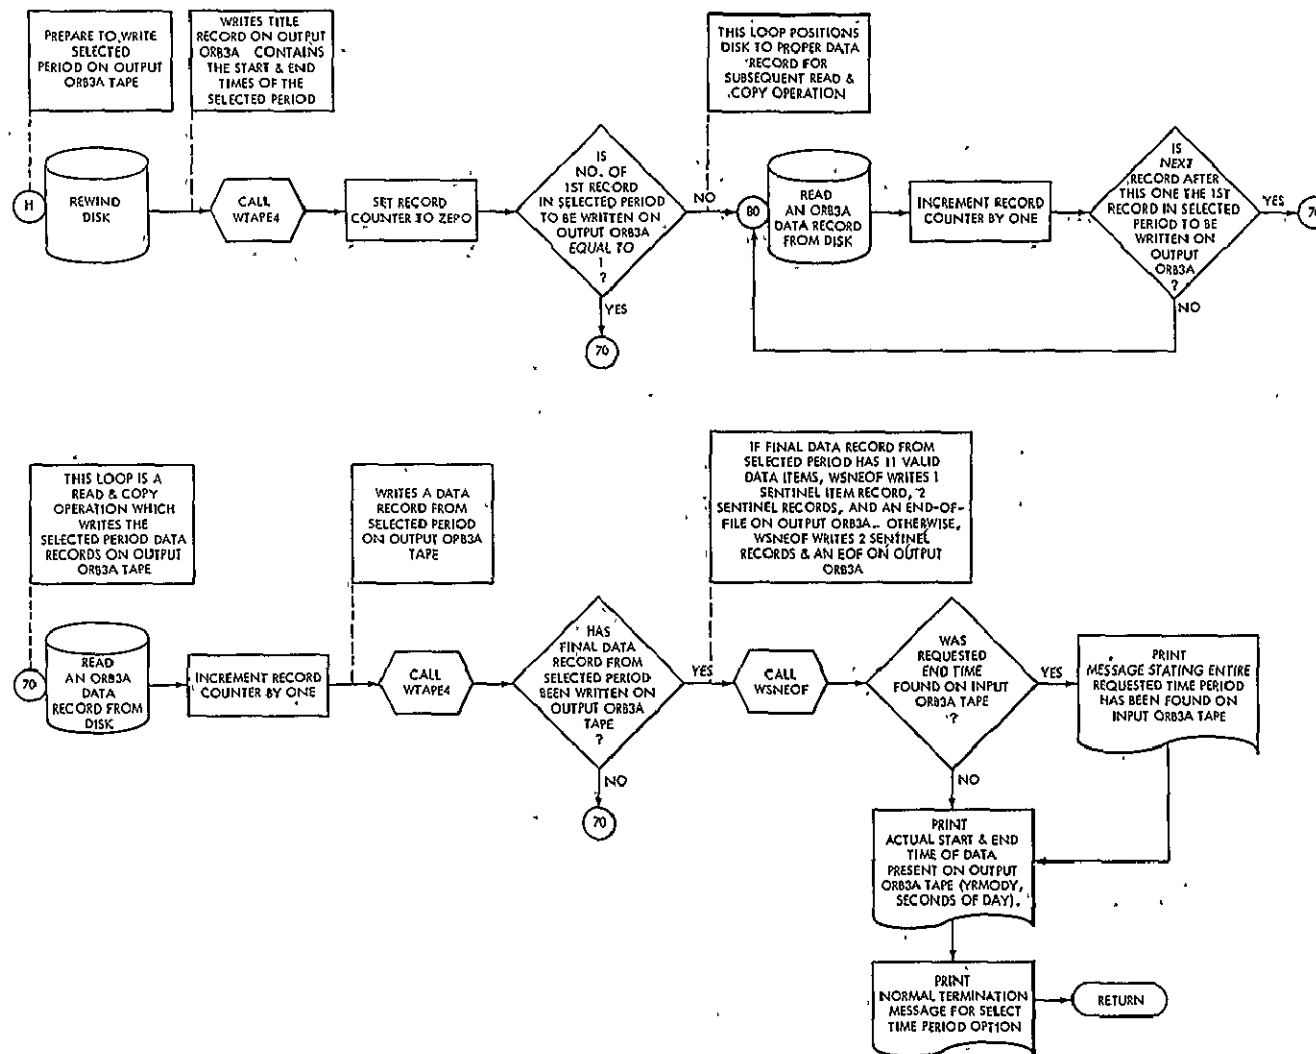 PREPARE TO WRITE
SELECTED
PERIOD ON OUTPUT
ORB3A TAPE
WRITES TITLE
RECORD ON OUTPUT
ORB3A CONTAINS
THE START & END
TIMES OF THE
SELECTED PERIOD
THIS LOOP POSITIONS
DISK TO PROPER DATA
RECORD FOR
SUBSEQUENT READ &
COPY OPERATION
H
REWIND
DISK
CALL
WTAPE4
SET RECORD
COUNTER TO ZEPO
IS
NO. OF
1ST RECORD
IN SELECTED PERIOD
TO BE WRITTEN ON
OUTPUT ORB3A
EQUAL TO
1
?
NO
YES
70
80
READ
AN ORB3A
DATA RECORD
FROM DISK
INCREMENT RECORD
COUNTER BY ONE
IS
NEXT
RECORD AFTER
THIS ONE THE 1ST
RECORD IN SELECTED
PERIOD TO BE
WRITTEN ON
OUTPUT
ORB3A
?
YES
NO
THIS LOOP IS A
READ & COPY
OPERATION WHICH
WRITES THE
SELECTED PERIOD DATA
RECORDS ON OUTPUT
ORB3A TAPE
WRITES A DATA
RECORD FROM
SELECTED PERIOD
ON OUTPUT OPB3A
TAPE
IF FINAL DATA RECORD FROM
SELECTED PERIOD HAS 11 VALID
DATA ITEMS, WSNEOF WRITES 1
SENTINEL ITEM RECORD, 2
SENTINEL RECORDS, AND AN END-OF-
FILE ON OUTPUT ORB3A. OTHERWISE,
WSNEOF WRITES 2 SENTINEL
RECORDS & AN EOF ON OUTPUT
ORB3A
70
READ
AN ORB3A
DATA
RECORD FROM
DISK
INCREMENT RECORD
COUNTER BY ONE
CALL
WTAPE4
HAS
FINAL DATA
RECORD FROM
SELECTED PERIOD
BEEN WRITTEN ON
OUTPUT ORB3A
TAPE
?
YES
NO
70
CALL
WSNEOF
WAS
REQUESTED
END TIME
FOUND ON INPUT
ORB3A TAPE
?
YES
NO
PRINT
MESSAGE STATING ENTIRE
REQUESTED TIME PERIOD
HAS BEEN FOUND ON
INPUT ORB3A TAPE
PRINT
ACTUAL START & END
TIME OF DATA
PRESENT ON OUTPUT
ORB3A TAPE (YRMODY,
SECONDS OF DAY).
PRINT
NORMAL TERMINATION
MESSAGE FOR SELECT
TIME PERIOD OPTION
RETURN